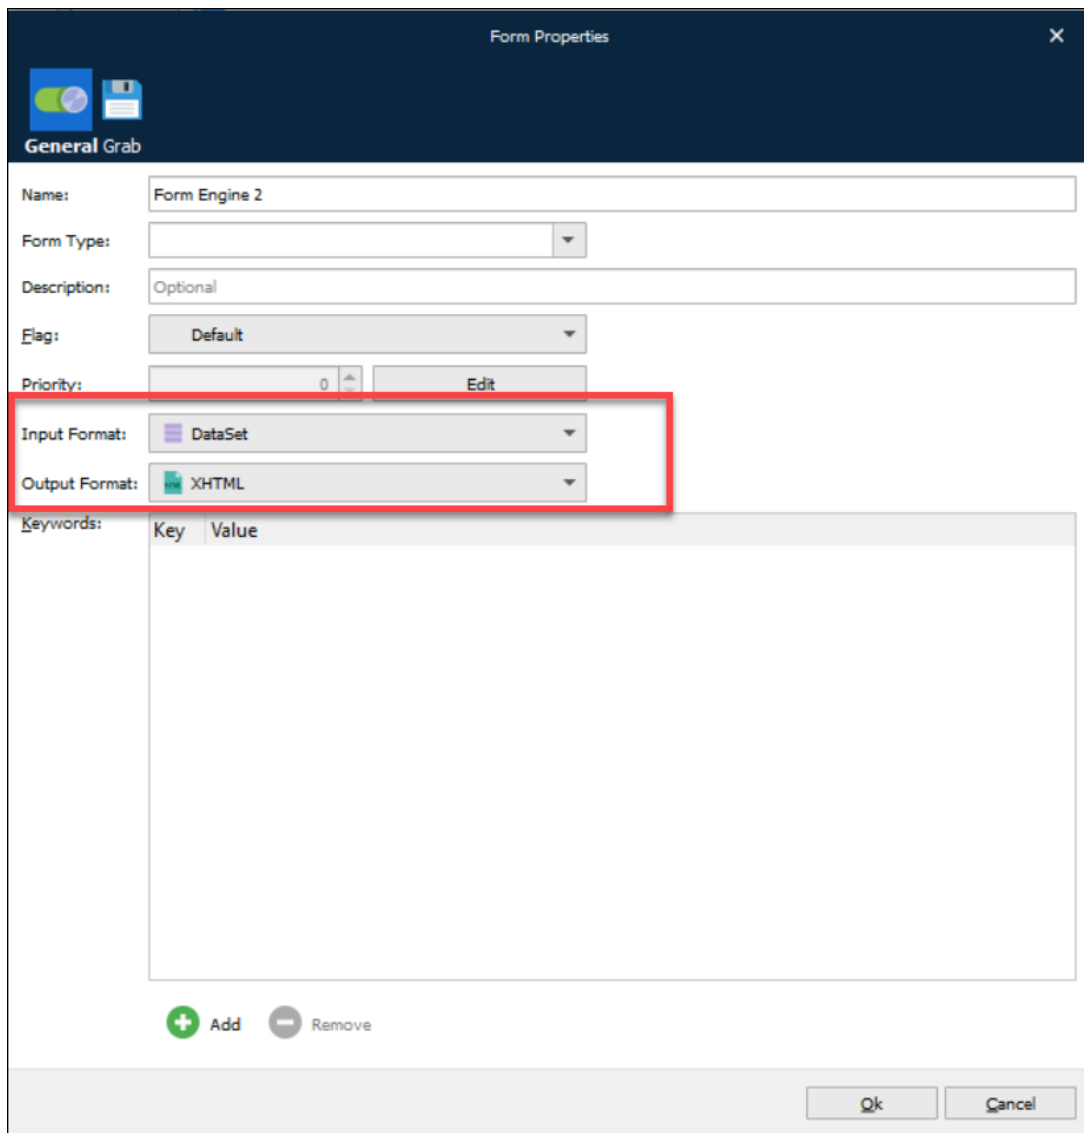 Form Properties
General Grab
Name: Form Engine 2
Form Type:
Description: Optional
Flag: Default
Priority: 0 Edit
Input Format: DataSet
Output Format: XHTML
Keywords:
Key Value
Add Remove
Ok Cancel